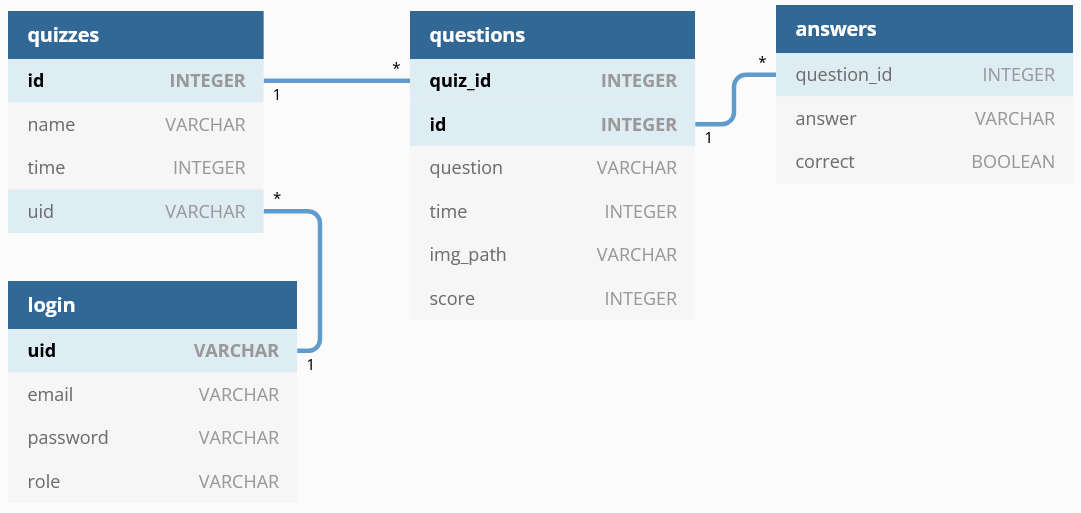 quizzes
id INTEGER
name VARCHAR
time INTEGER
uid VARCHAR
1
*
*
questions
quiz_id INTEGER
id INTEGER
question VARCHAR
time INTEGER
img_path VARCHAR
score INTEGER
1
*
answers
question_id INTEGER
answer VARCHAR
correct BOOLEAN
login
uid VARCHAR
email VARCHAR
password VARCHAR
role VARCHAR
1